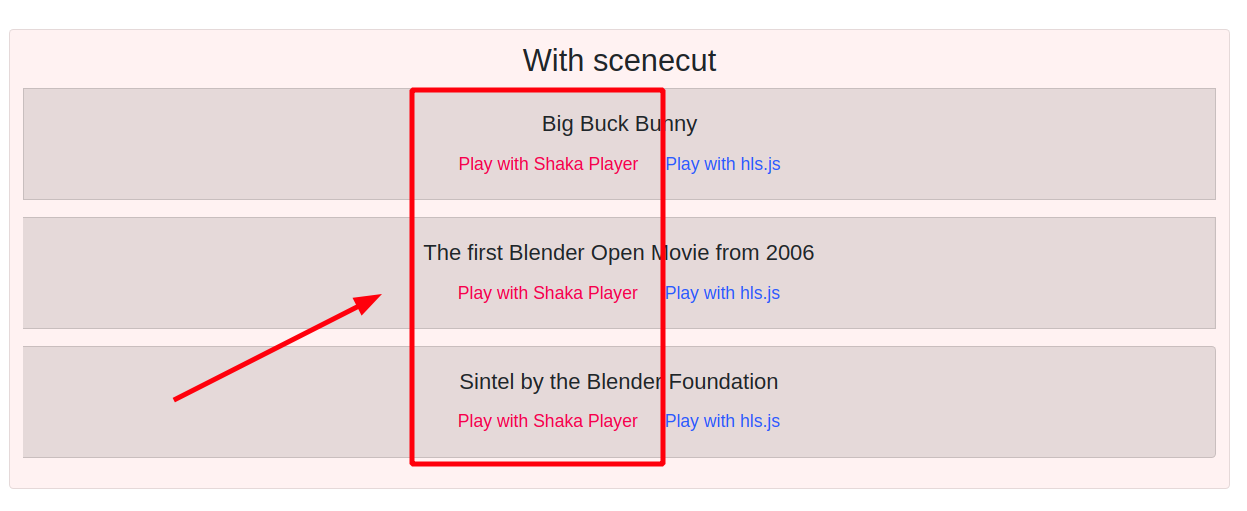 With scenecut
Big Buck Bunny
Play with Shaka Player Play with hls.js
The first Blender Open Movie from 2006
Play with Shaka Player Play with hls.js
Sintel by the Blender Foundation
Play with Shaka Player Play with hls.js